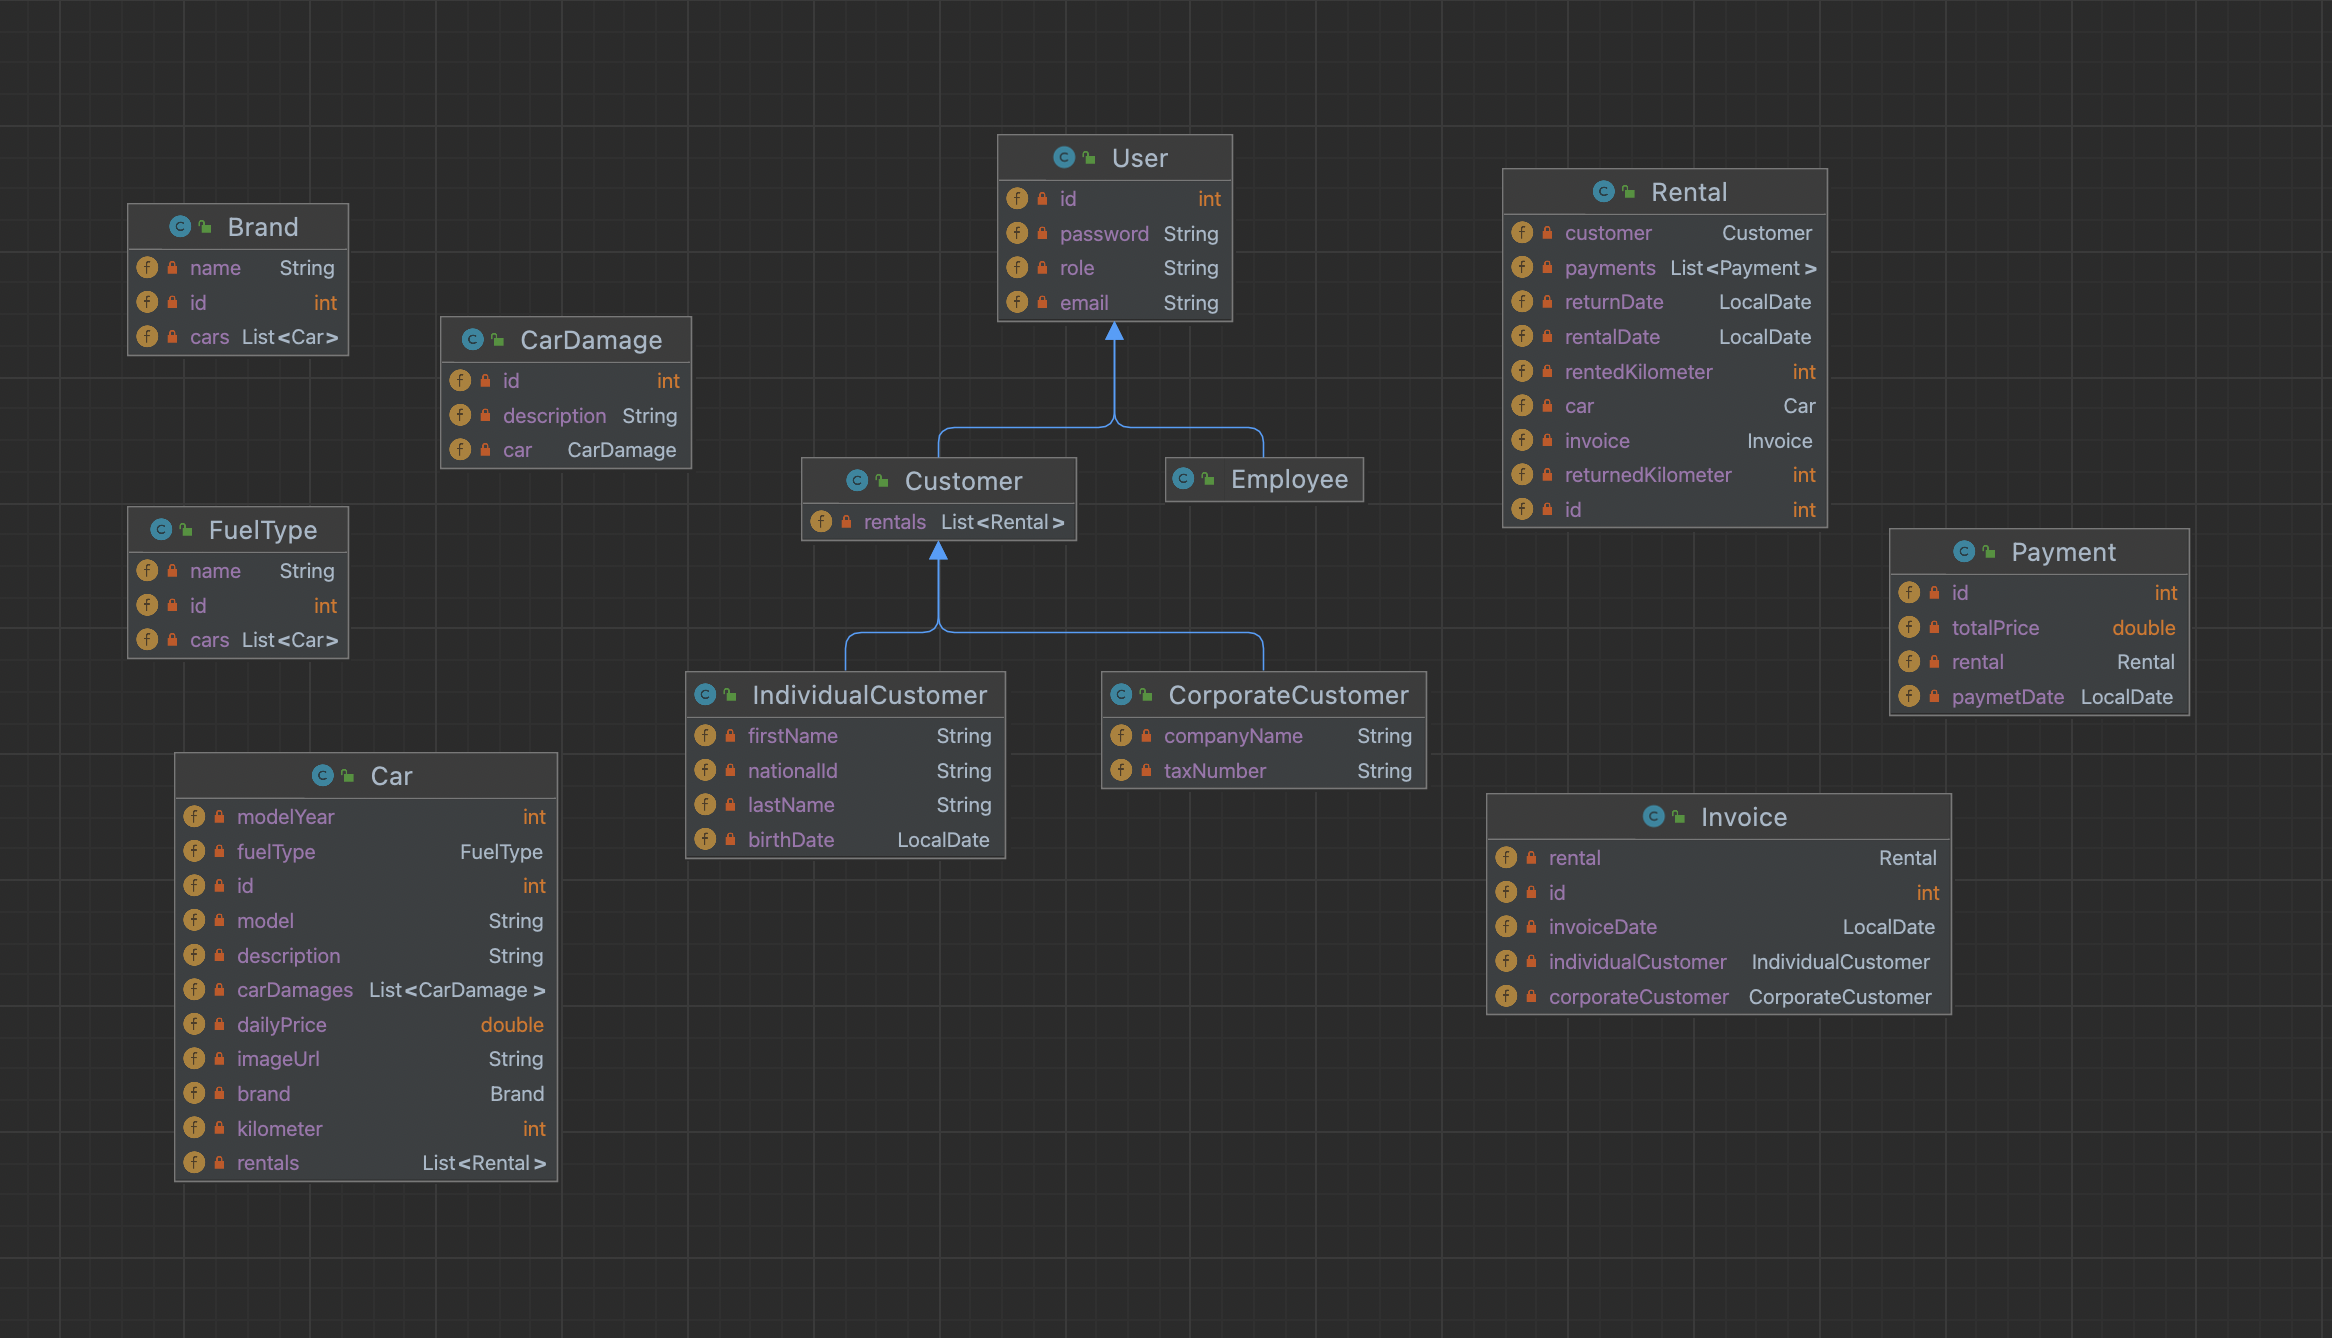 Brand
name String
id int
cars List<Car>
CarDamage
id int
description String
car CarDamage
FuelType
name String
id int
cars List<Car>
Car
modelYear int
fuelType FuelType
id int
model String
description String
carDamages List<CarDamage>
dailyPrice double
imageUrl String
brand Brand
kilometer int
rentals List<Rental>
User
id int
password String
role String
email String
Customer
rentals List<Rental>
Employee
IndividualCustomer
firstName String
nationalId String
lastName String
birthDate LocalDate
CorporateCustomer
companyName String
taxNumber String
Rental
customer Customer
payments List<Payment>
returnDate LocalDate
rentalDate LocalDate
rentedKilometer int
car Car
invoice Invoice
returnedKilometer int
id int
Payment
id int
totalPrice double
rental Rental
paymetDate LocalDate
Invoice
rental Rental
id int
invoiceDate LocalDate
individualCustomer IndividualCustomer
corporateCustomer CorporateCustomer